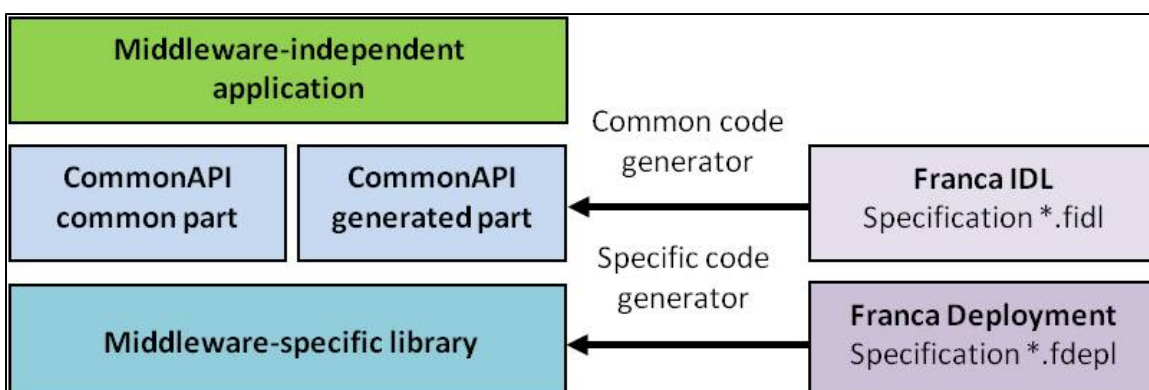 Middleware-independent
application
Common code
generator
CommonAPI
common part
CommonAPI
generated part
Franca IDL
Specification *.fidl
Specific code
generator
Middleware-specific library
Franca Deployment
Specification *.fdepl